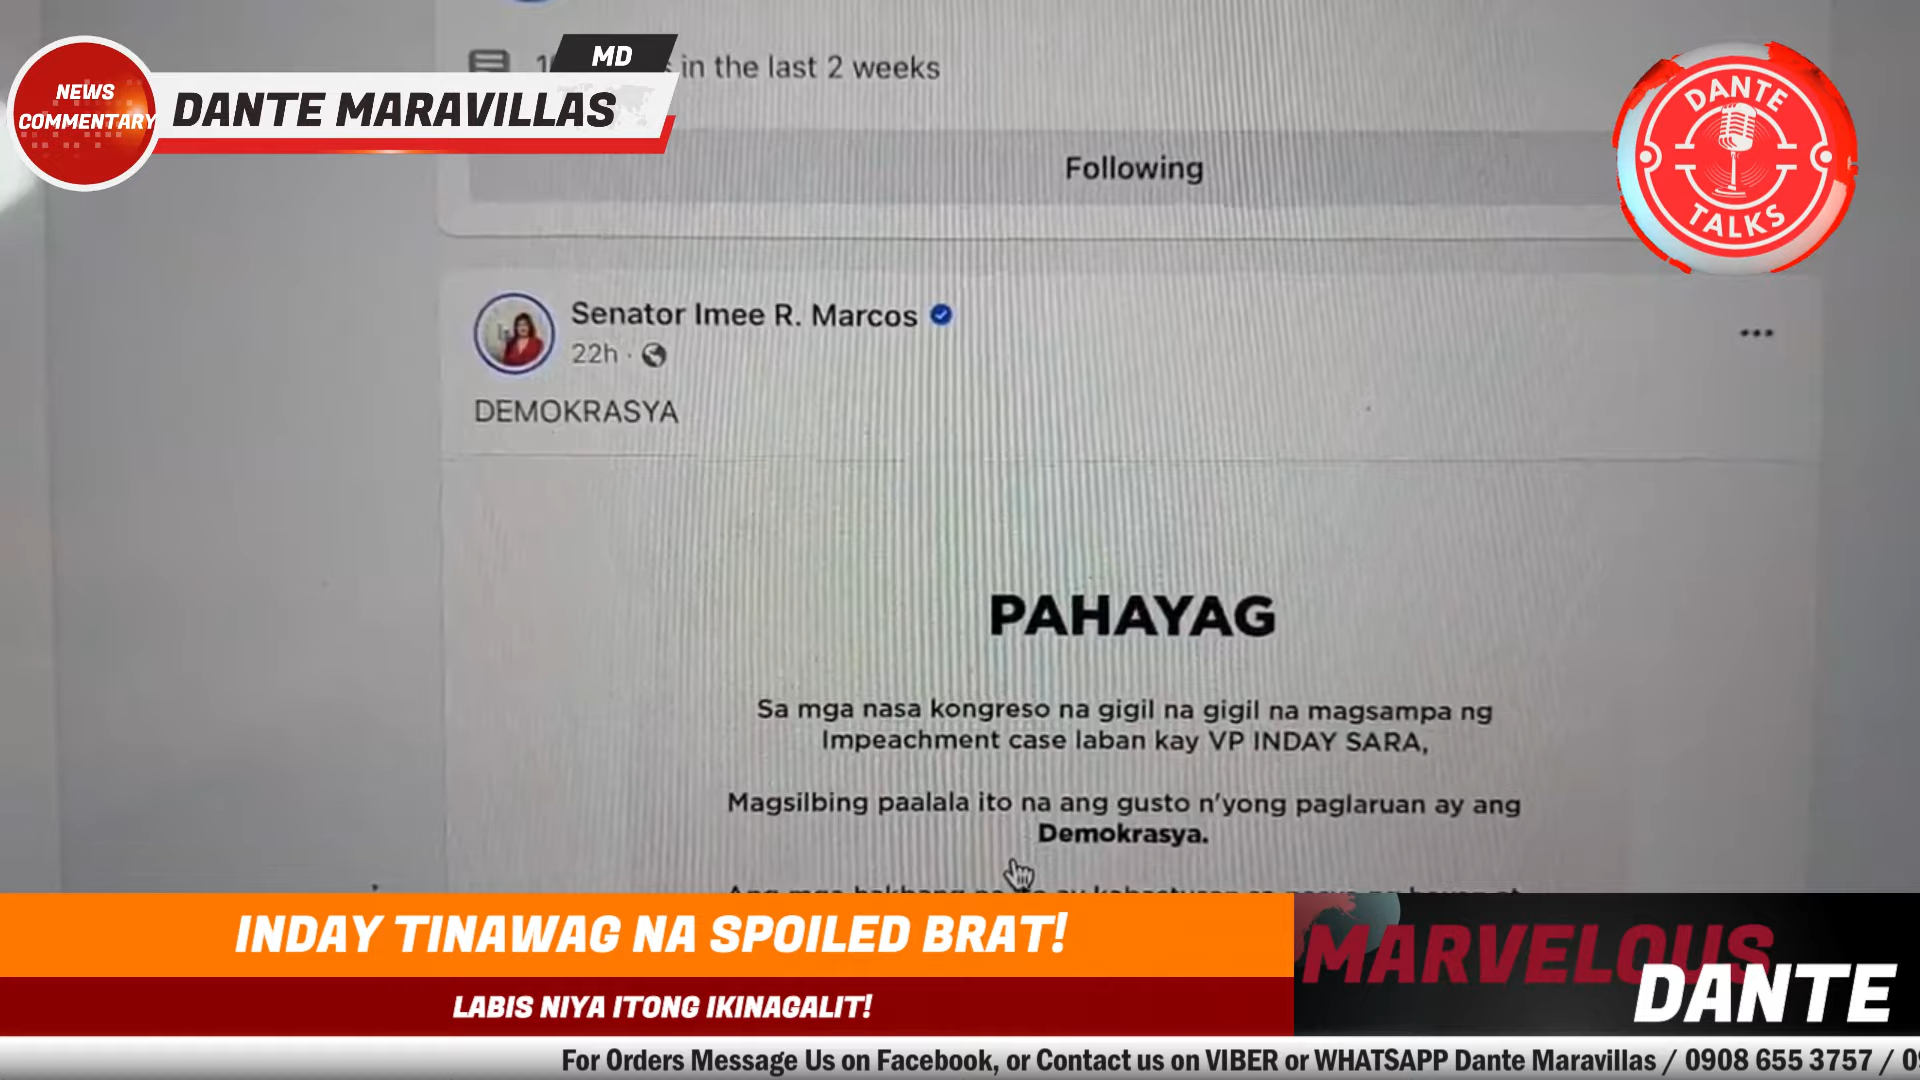 MD
NEWS
COMMENTARY
DANTE MARAVILLAS
in the last 2 weeks
DANTE
TALKS
Following
Senator Imee R. Marcos
22h
DEMOKRASYA
PAHAYAG
Sa mga nasa kongreso na gigil na gigil na magsampa ng
Impeachment case laban kay VP INDAY SARA,
Magsilbing paalala ito na ang gusto n'yong paglaruan ay ang
Demokrasya.
INDAY TINAWAG NA SPOILED BRAT!
LABIS NIYA ITONG IKINAGALIT!
MARVELOUS
DANTE
For Orders Message Us on Facebook, or Contact us on VIBER or WHATSAPP Dante Maravillas / 0908 655 3757 /